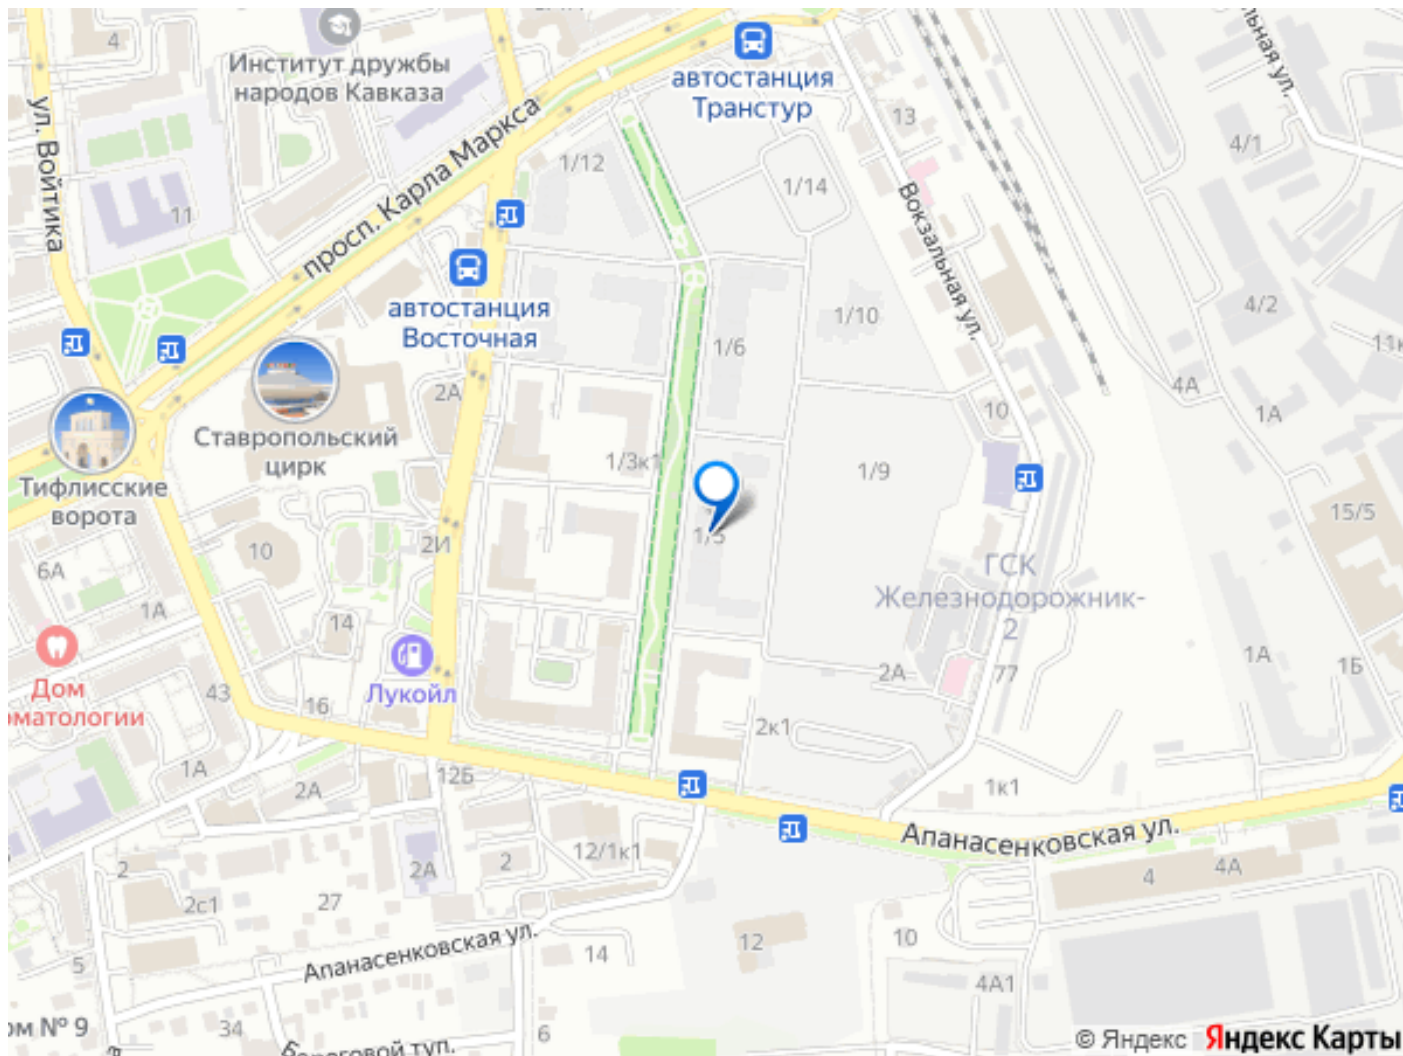 4
Институт дружбы
народов Кавказа
автостанция
Транстур
ул. Войтика
просп. Карла Маркса
11
1/12
1/14
13
4/1
Вокзальная ул.
автостанция
Восточная
1/6
1/10
4/2
4А
1А
2А
10
Ставропольский
цирк
Тифлисские
ворота
1/3к1
1/9
15/5
6А
10
2И
ГСК
Железнодорожник-
2
1А
14
Лукойл
Дом
43
16
2А
77
1А
1Б
2к1
1А
2А
12Б
1к1
Апанасенковская ул.
2
2с1
27
2А
2
12/1к1
4
4А
Апанасенковская ул.
5
14
12
10
4А1
34
6
№ 9
© Яндекс Яндекс Карты